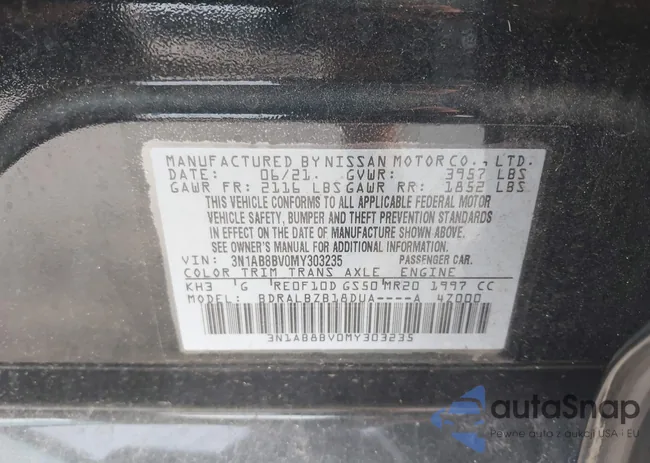 MANUFACTURED BY NISSAN MOTOR CO., LTD.
DATE: 06/21. GVWR: 3957 LBS
GAWR FR: 2116 LBS GAWR RR: 1852 LBS
THIS VEHICLE CONFORMS TO ALL APPLICABLE FEDERAL MOTOR
VEHICLE SAFETY, BUMPER AND THEFT PREVENTION STANDARDS
IN EFFECT ON THE DATE OF MANUFACTURE SHOWN ABOVE.
SEE OWNER'S MANUAL FOR ADDITIONAL INFORMATION.
VIN: 3N1AB8BV0MY303235 PASSENGER CAR.
COLOR TRIM TRANS AXLE ENGINE
KH3 'G RE0F10D GS50 MR20 1997 CC
MODEL: BDRALBZB18DUA----A 47000
3N1AB8BV0MY303235
autoSnap
Pewne auto z aukcji USA i EU